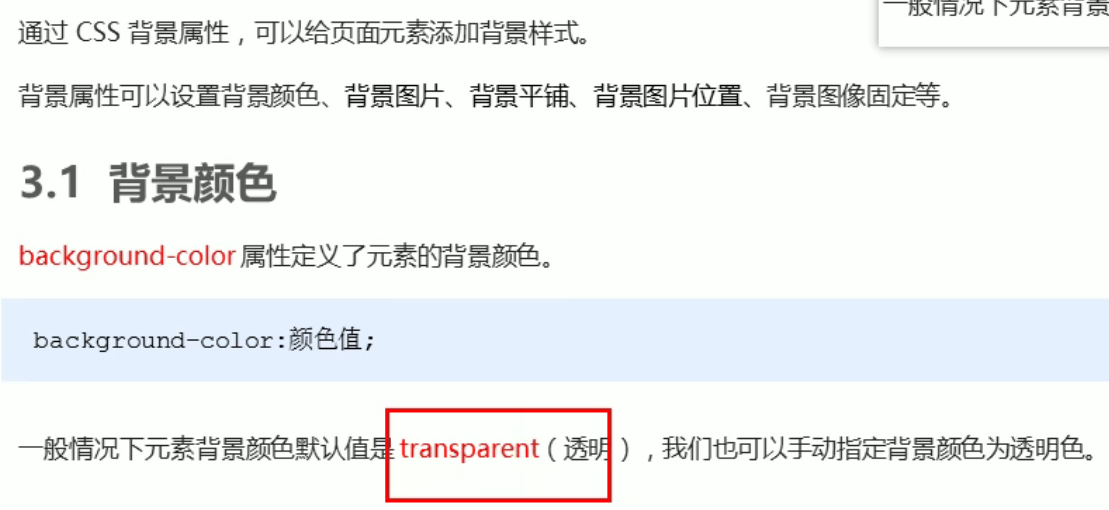 一般情况下元素背景
通过 CSS 背景属性，可以给页面元素添加背景样式。
背景属性可以设置背景颜色、背景图片、背景平铺、背景图片位置、背景图像固定等。
3.1 背景颜色
background-color 属性定义了元素的背景颜色。
background-color:颜色值;
一般情况下元素背景颜色默认值是 transparent（透明），我们也可以手动指定背景颜色为透明色。